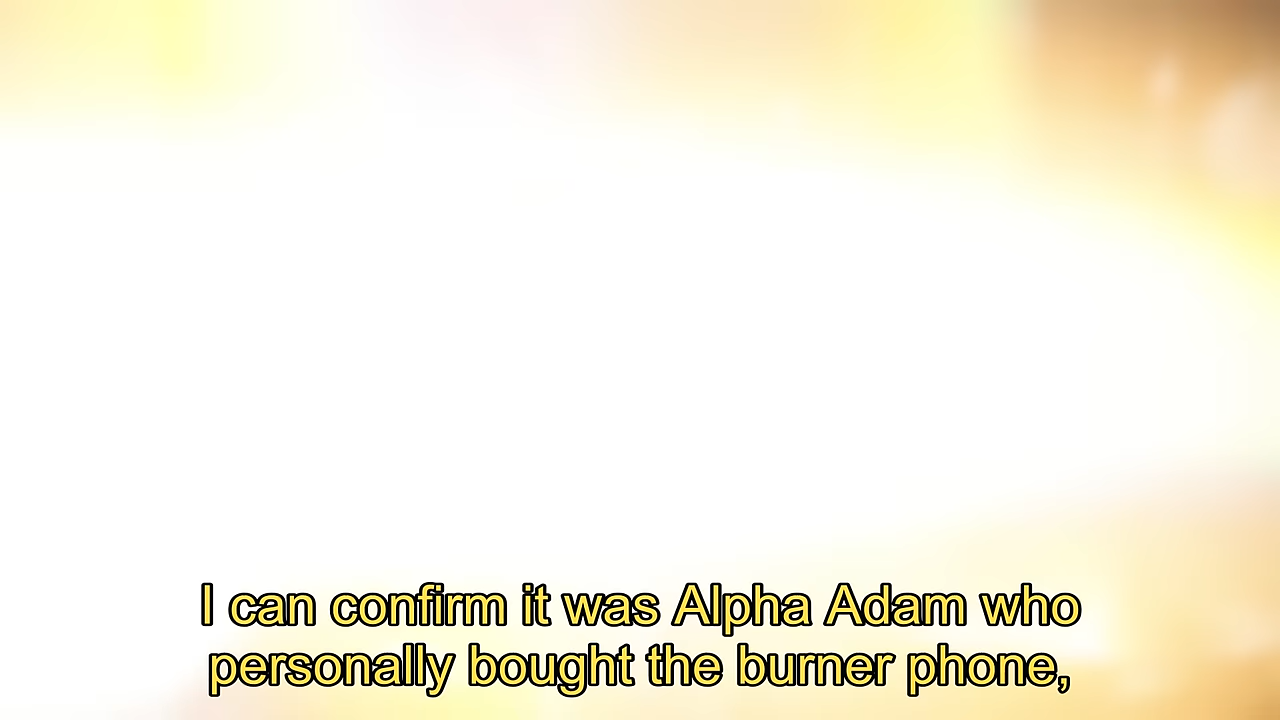 I can confirm it was Alpha Adam who
personally bought the burner phone,